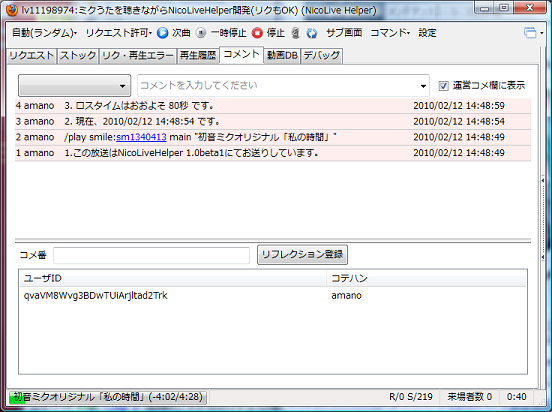 lv11198974:ミクうたを聴きながらNicoLiveHelper開発(リクもOK) (NicoLive Helper)
自動(ランダム) リクエスト許可 次曲 一時停止 停止 サブ画面 コマンド 設定
リクエスト ストック リク・再生エラー 再生履歴 コメント 動画DB デバッグ
コメントを入力してください 運営コメ欄に表示
4 amano 3. ロスタイムはおおよそ 80秒 です。 2010/02/12 14:48:59
3 amano 2. 現在、2010/02/12 14:48:54 です。 2010/02/12 14:48:54
2 amano /play smile:sm1340413 main "初音ミクオリジナル「私の時間」" 2010/02/12 14:48:49
1 amano 1.この放送はNicoLiveHelper 1.0beta1にてお送りしています。 2010/02/12 14:48:49
コメ番 リフレクション登録
ユーザID コテハン
qvaVM8Wvg3BDwTUiArjltad2Trk amano
初音ミクオリジナル「私の時間」(-4:02/4:28) R/0 S/219 来場者数 0 0:40